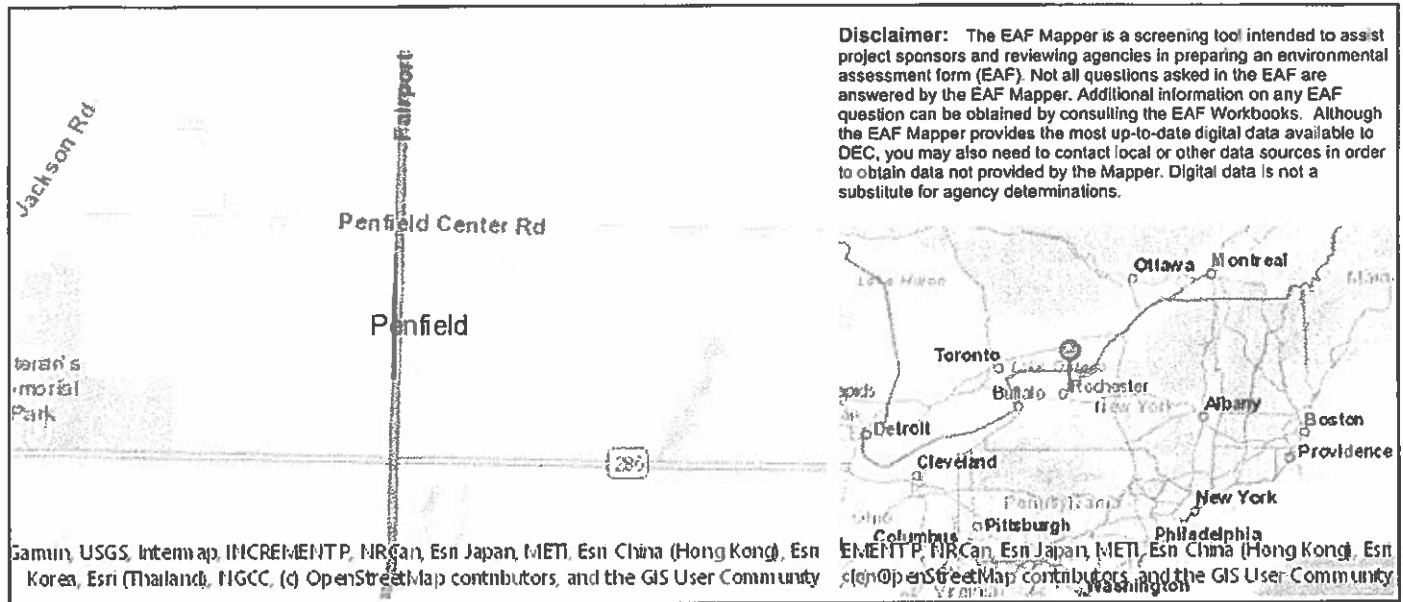 Disclaimer: The EAF Mapper is a screening tool intended to assist
project sponsors and reviewing agencies in preparing an environmental
assessment form (EAF). Not all questions asked in the EAF are
answered by the EAF Mapper. Additional information on any EAF
question can be obtained by consulting the EAF Workbooks. Although
the EAF Mapper provides the most up-to-date digital data available to
DEC, you may also need to contact local or other data sources in order
to obtain data not provided by the Mapper. Digital data is not a
substitute for agency determinations.
Fairport
Jackson Rd
Penfield Center Rd
Penfield
teran's
morial
Park
286
Garmin, USGS, Intermap, INCREMENT P, NRCan, Esri Japan, METI, Esri China (Hong Kong), Esri
Korea, Esri (Thailand), NGCC, (c) OpenStreetMap contributors, and the GIS User Community
Ottawa
Montreal
Lake Huron
Toronto
Rochester
Buffalo
New York
Albany
Boston
Detroit
Providence
Cleveland
Pennsylvania
New York
Pittsburgh
Columbus
Philadelphia
EMENT P, NRCan, Esri Japan, METI, Esri China (Hong Kong), Esri
OpenStreetMap contributors, and the GIS User Community
Washington